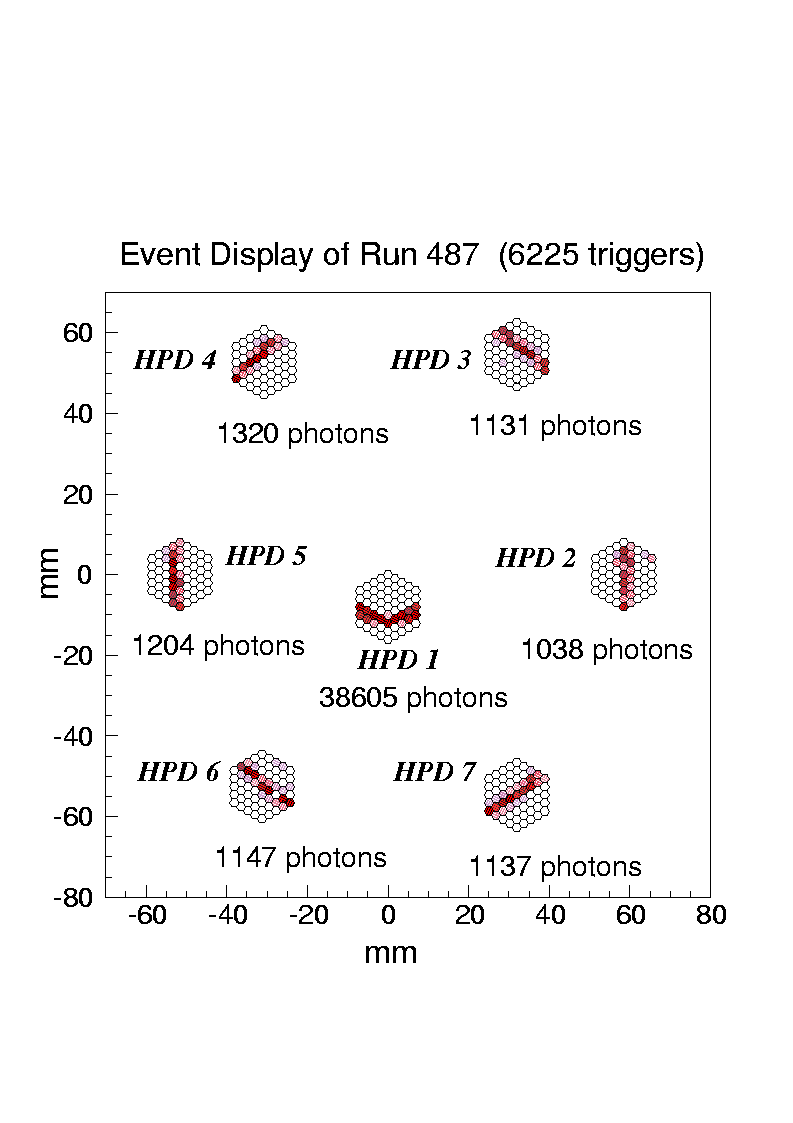 Event Display of Run 487 (6225 triggers)
60
HPD 4
HPD 3
40
1320 photons
1131 photons
20
HPD 5
HPD 2
mm
0
1204 photons
1038 photons
-20
HPD 1
38605 photons
-40
HPD 6
HPD 7
-60
1147 photons
1137 photons
-80
-60 -40 -20 0 20 40 60 80
mm